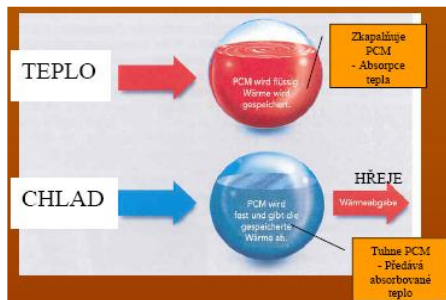 TEPLO
PCM wird flüssig
Wärme wird
gespeichert.
Zkapalňuje
PCM
- Absorpce
tepla
CHLAD
PCM wird
fast und gibt die
gespeicherte
Wärme ab.
HŘEJE
Wärmeabgabe
Tuhne PCM
- Předává
absorbované
teplo